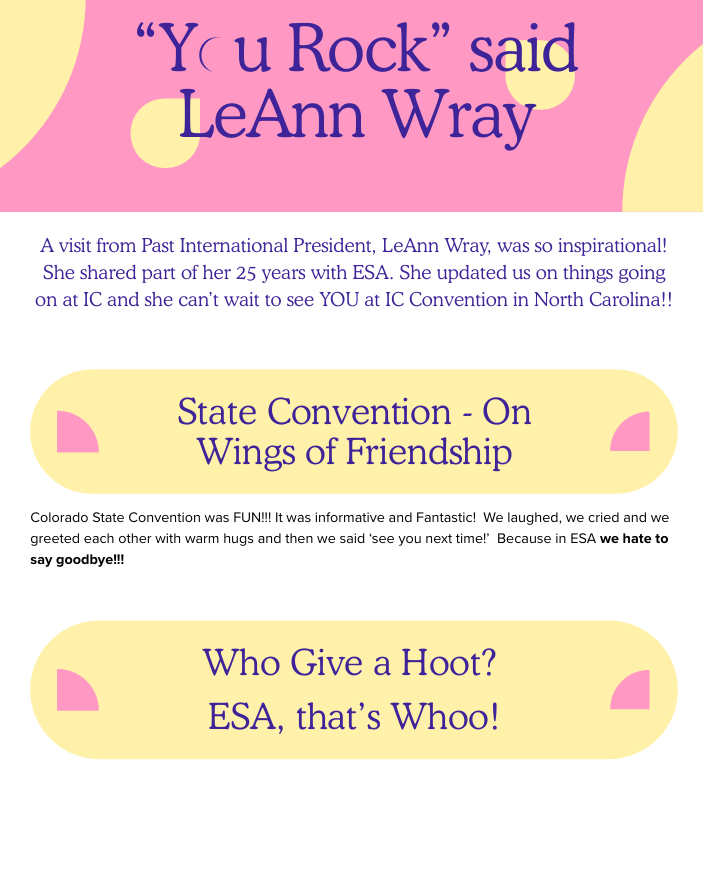 “You Rock” said
LeAnn Wray
A visit from Past International President, LeAnn Wray, was so inspirational!
She shared part of her 25 years with ESA. She updated us on things going
on at IC and she can’t wait to see YOU at IC Convention in North Carolina!!
State Convention - On
Wings of Friendship
Colorado State Convention was FUN!!! It was informative and Fantastic!  We laughed, we cried and we
greeted each other with warm hugs and then we said ‘see you next time!’  Because in ESA we hate to
say goodbye!!!
Who Give a Hoot?
ESA, that’s Whoo!